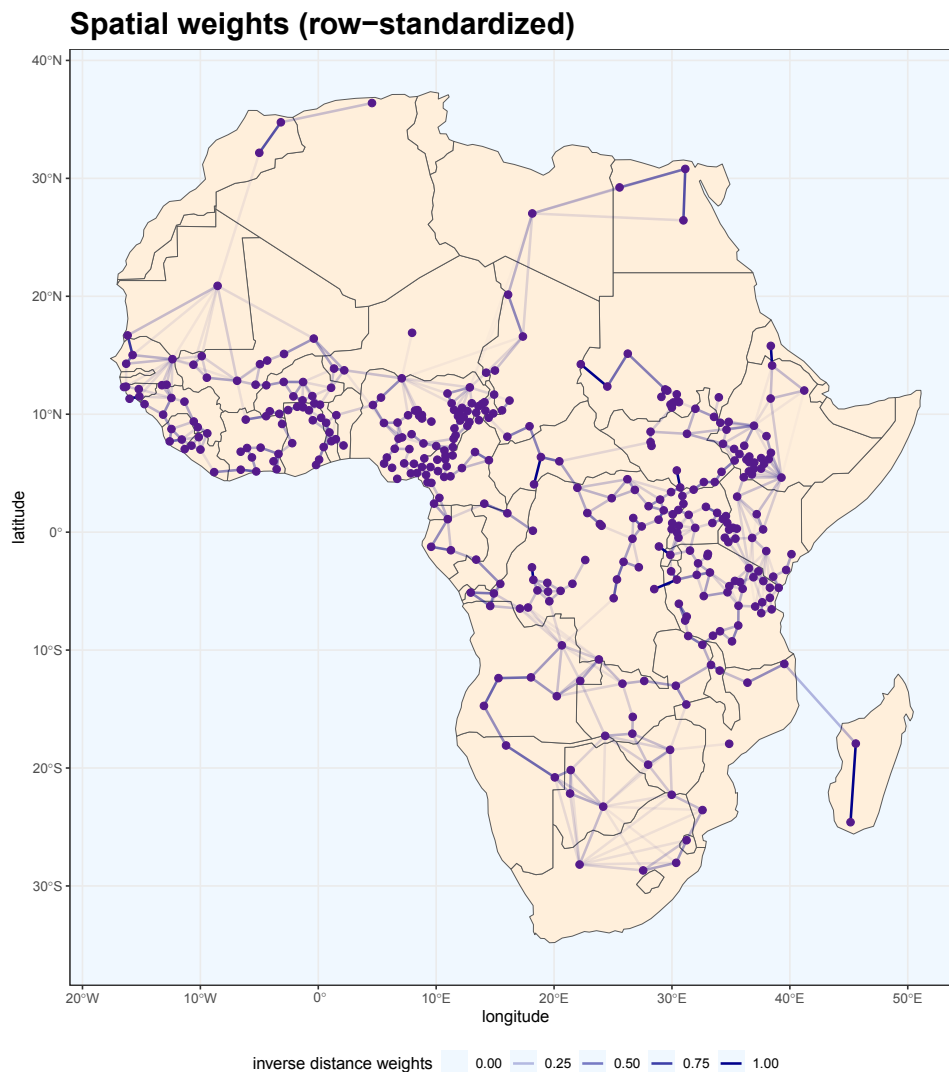 Spatial weights (row−standardized)
40°N
30°N
20°N
10°N
0°
10°S
20°S
30°S
latitude
20°W 10°W 0° 10°E 20°E 30°E 40°E 50°E
longitude
inverse distance weights 0.00 0.25 0.50 0.75 1.00